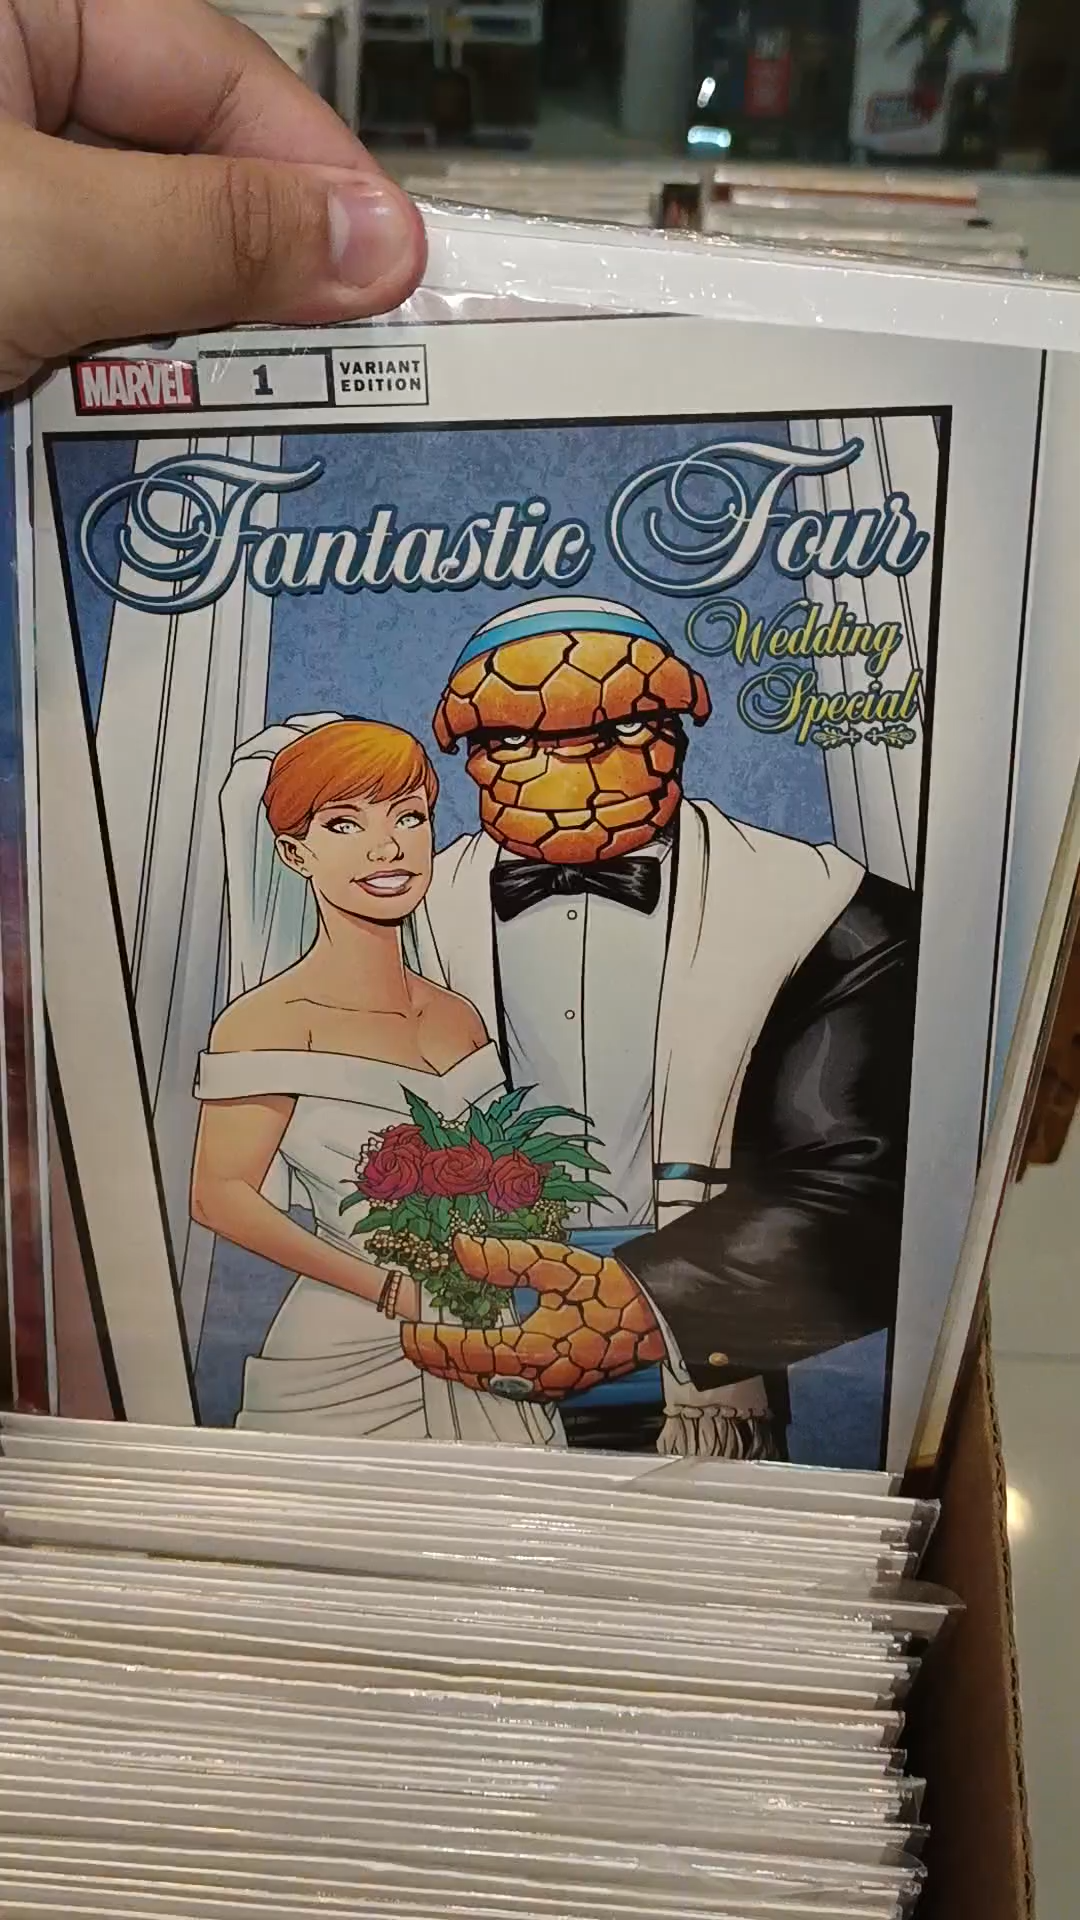 MARVEL
1
VARIANT
EDITION
Fantastic Four
Wedding
Special